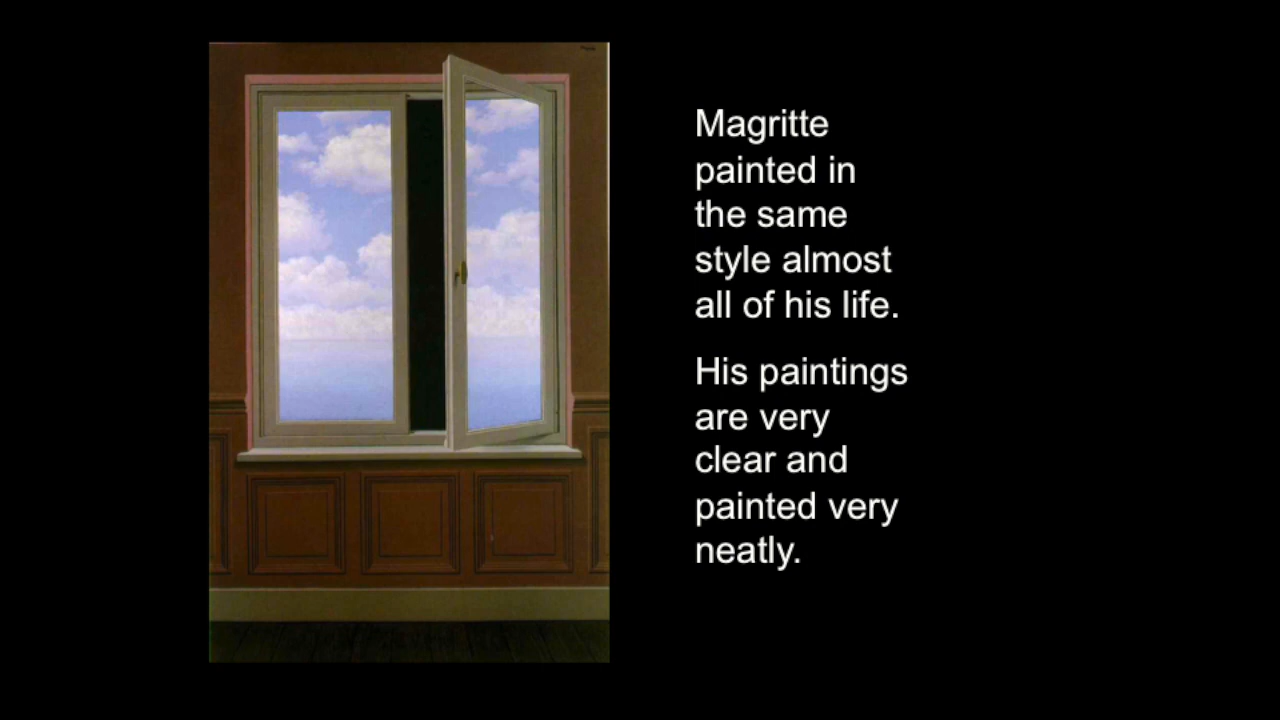 Magritte
painted in
the same
style almost
all of his life.
His paintings
are very
clear and
painted very
neatly.